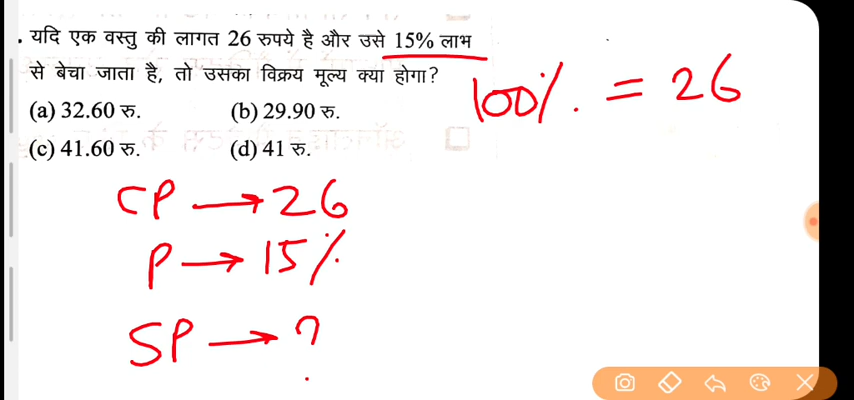 . यदि एक वस्तु की लागत 26 रुपये है और उसे 15% लाभ
से बेचा जाता है, तो उसका विक्रय मूल्य क्या होगा?
(a) 32.60 रु. (b) 29.90 रु.
(c) 41.60 रु. (d) 41 रु.
100% . = 26
CP → 26
P → 15%
SP → ?